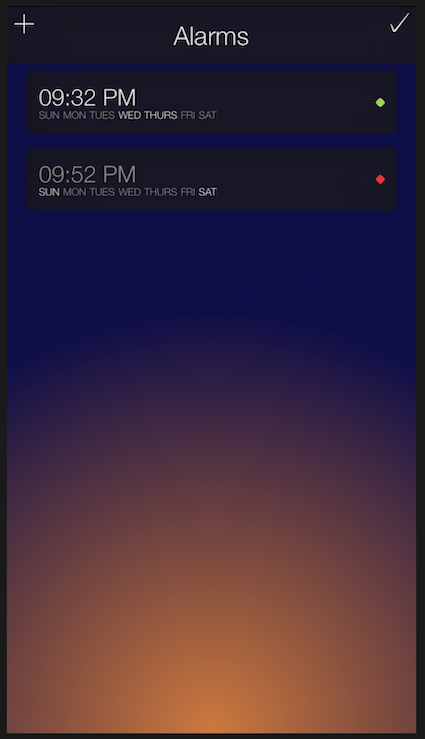 Alarms
09:32 PM
SUN MON TUES WED THURS FRI SAT
09:52 PM
SUN MON TUES WED THURS FRI SAT